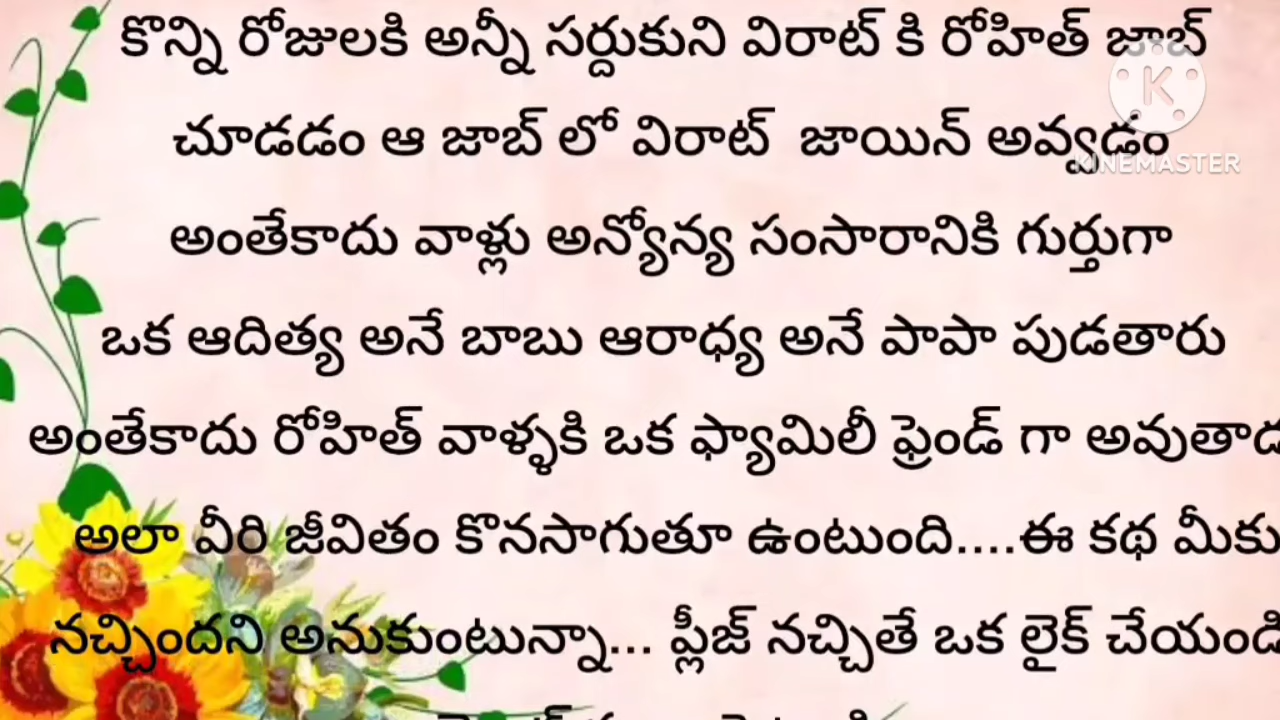 కొన్ని రోజులకి అన్నీ సర్దుకుని విరాట్ కి రోహిత్ జాబ్
చూడడం ఆ జాబ్ లో విరాట్ జాయిన్ అవ్వడం
KINEMASTER
అంతేకాదు వాళ్లు అన్యోన్య సంసారానికి గుర్తుగా
ఒక ఆదిత్య అనే బాబు ఆరాధ్య అనే పాపా పుడతారు
అంతేకాదు రోహిత్ వాళ్ళకి ఒక ఫ్యామిలీ ఫ్రెండ్ గా అవుతాడు
అలా వీరి జీవితం కొనసాగుతూ ఉంటుంది....ఈ కథ మీకు
నచ్చిందని అనుకుంటున్నా... ప్లీజ్ నచ్చితే ఒక లైక్ చేయండి